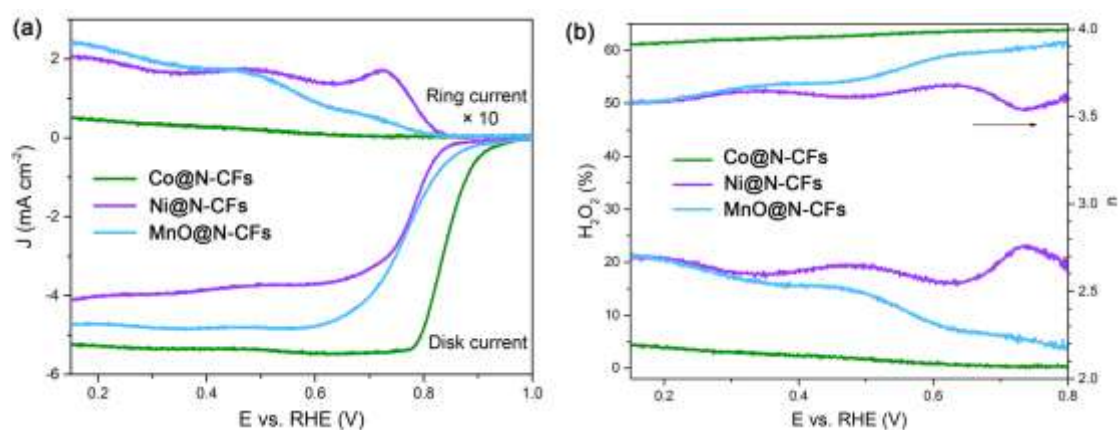 (a)
2
0
-2
-4
-6
J (mA cm⁻²)
Ring current
× 10
Co@N-CFs
Ni@N-CFs
MnO@N-CFs
Disk current
0.2 0.4 0.6 0.8 1.0
E vs. RHE (V)
(b)
60
50
40
30
20
10
0
H₂O₂ (%)
Co@N-CFs
Ni@N-CFs
MnO@N-CFs
4.0
3.5
3.0
2.5
2.0
n
0.2 0.4 0.6 0.8
E vs. RHE (V)